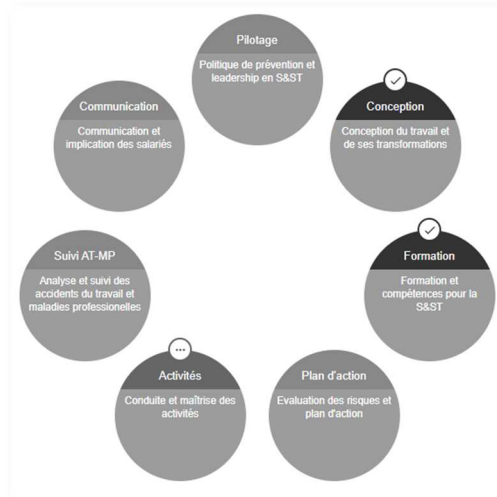 Pilotage
Politique de prévention et
leadership en S&ST
Communication
Communication et
implication des salariés
Conception
Conception du travail et
de ses transformations
Suivi AT-MP
Analyse et suivi des
accidents du travail et
maladies professionelles
Formation
Formation et
compétences pour la
S&ST
Activités
Conduite et maîtrise des
activités
Plan d'action
Evaluation des risques et
plan d'action